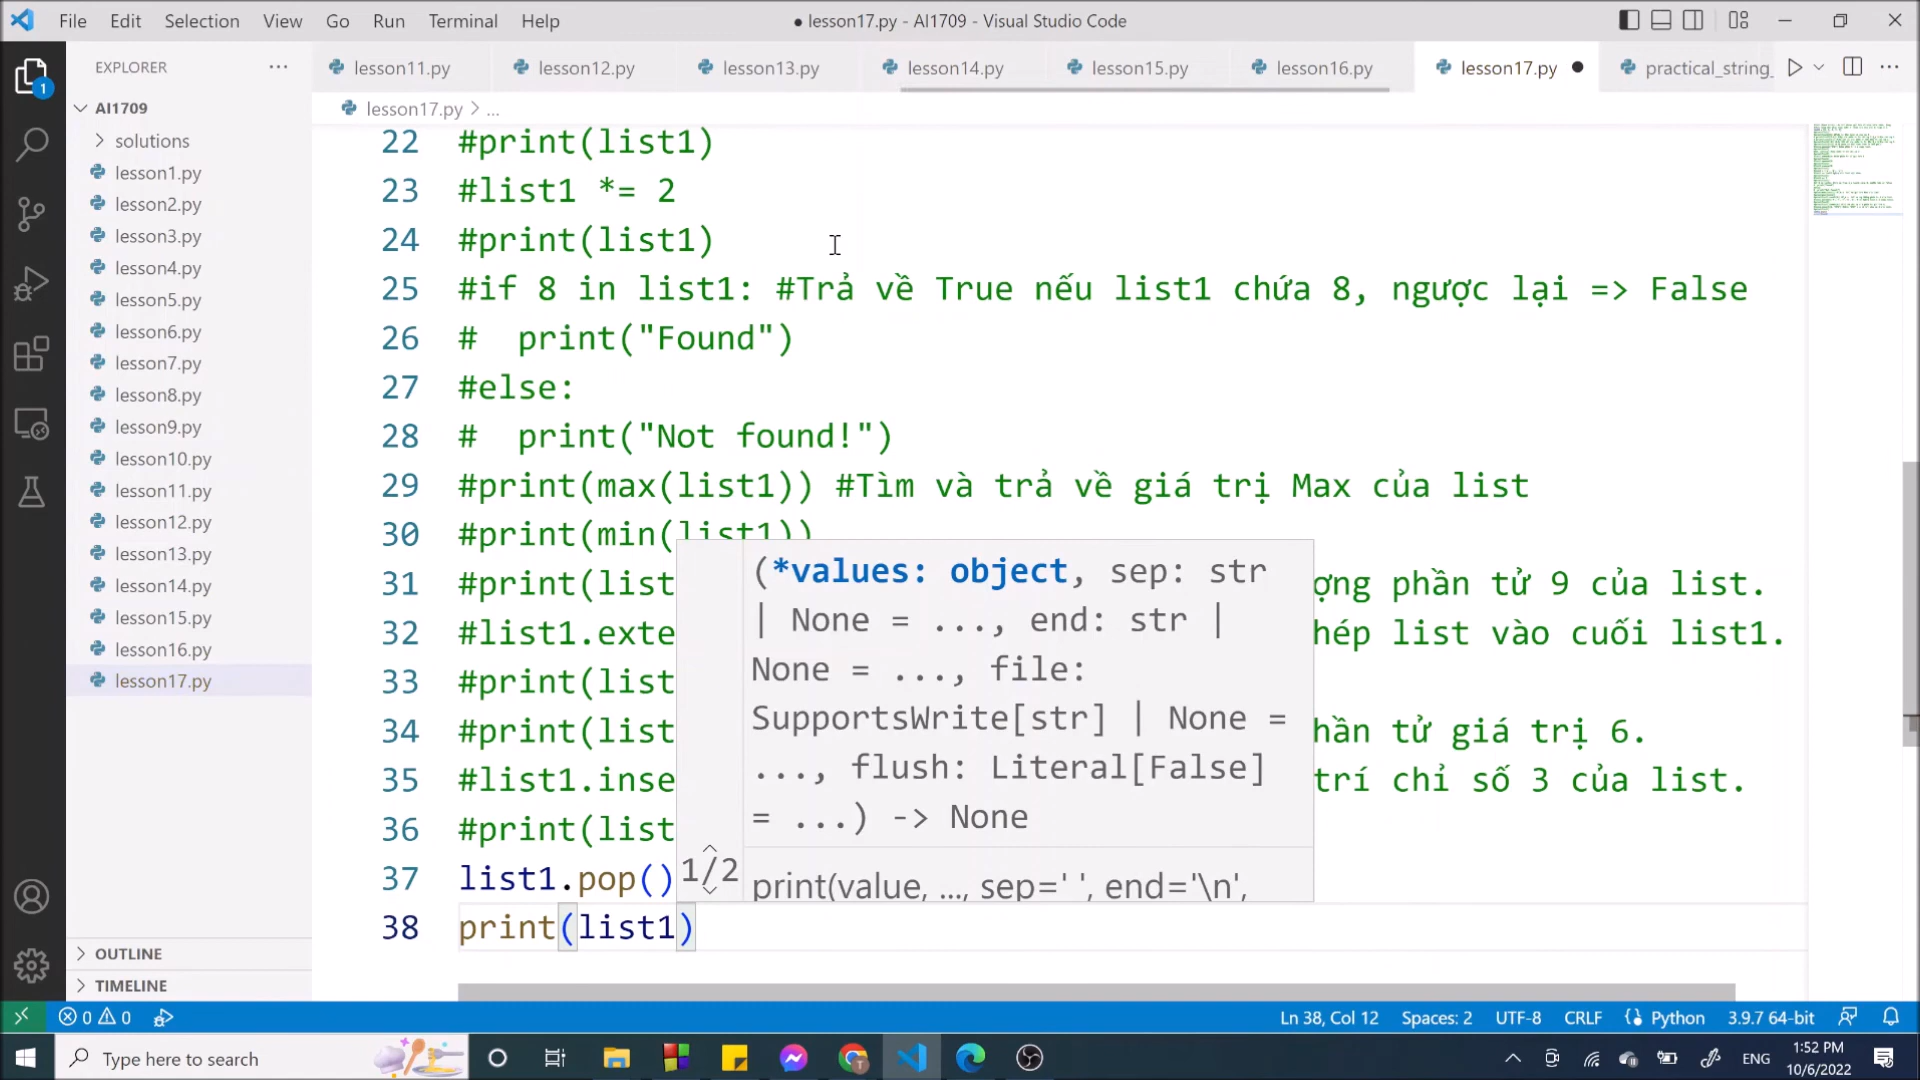 File Edit Selection View Go Run Terminal Help
● lesson17.py - AI1709 - Visual Studio Code
EXPLORER ...
lesson11.py lesson12.py lesson13.py lesson14.py lesson15.py lesson16.py lesson17.py ● practical_string_
lesson17.py > ...
AI1709
solutions
lesson1.py
lesson2.py
lesson3.py
lesson4.py
lesson5.py
lesson6.py
lesson7.py
lesson8.py
lesson9.py
lesson10.py
lesson11.py
lesson12.py
lesson13.py
lesson14.py
lesson15.py
lesson16.py
lesson17.py
OUTLINE
TIMELINE
1
22 #print(list1)
23 #list1 *= 2
24 #print(list1)
25 #if 8 in list1: #Trả về True nếu list1 chứa 8, ngược lại => False
26 #  print("Found")
27 #else:
28 #  print("Not found!")
29 #print(max(list1)) #Tìm và trả về giá trị Max của list
30 #print(min(list1))
31 #print(list ợng phần tử 9 của list.
32 #list1.exte hép list vào cuối list1.
33 #print(list
34 #print(list hần tử giá trị 6.
35 #list1.inse trí chỉ số 3 của list.
36 #print(list
37 list1.pop()
38 print(list1)
(*values: object, sep: str
| None = ..., end: str |
None = ..., file:
SupportsWrite[str] | None =
..., flush: Literal[False]
= ...) -> None
1/2
print(value, ..., sep=' ', end='\n',
0 0
Ln 38, Col 12 Spaces: 2 UTF-8 CRLF Python 3.9.7 64-bit
Type here to search
ENG
1:52 PM
10/6/2022